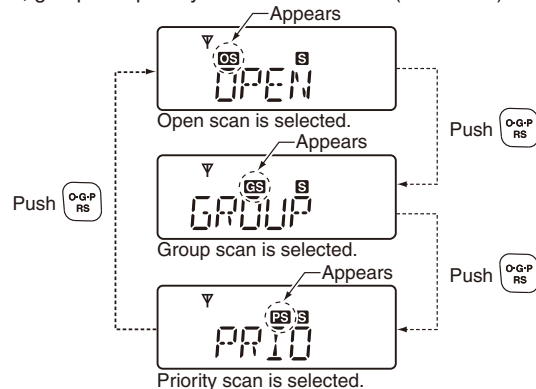 Appears
OS S
OPEN
Open scan is selected.
Push O·G·P RS
Appears
GS S
GROUP
Group scan is selected.
Push O·G·P RS
Push O·G·P RS
Appears
PS S
PRIO
Priority scan is selected.